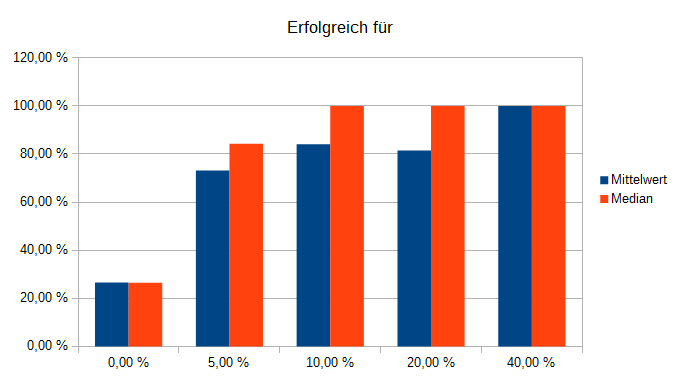 Erfolgreich für
120,00 %
100,00 %
80,00 %
60,00 %
40,00 %
20,00 %
0,00 %
0,00 % 5,00 % 10,00 % 20,00 % 40,00 %
Mittelwert
Median